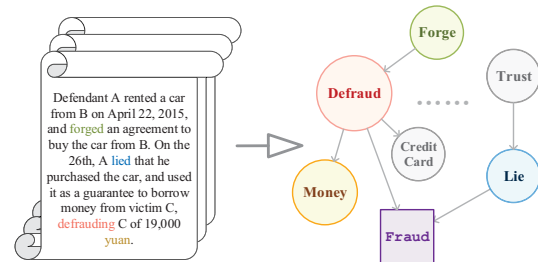 Defendant A rented a car
from B on April 22, 2015,
and forged an agreement to
buy the car from B. On the
26th, A lied that he
purchased the car, and used
it as a guarantee to borrow
money from victim C,
defrauding C of 19,000
yuan.
Forge
Defraud
Trust
......
Credit
Card
Money
Lie
Fraud